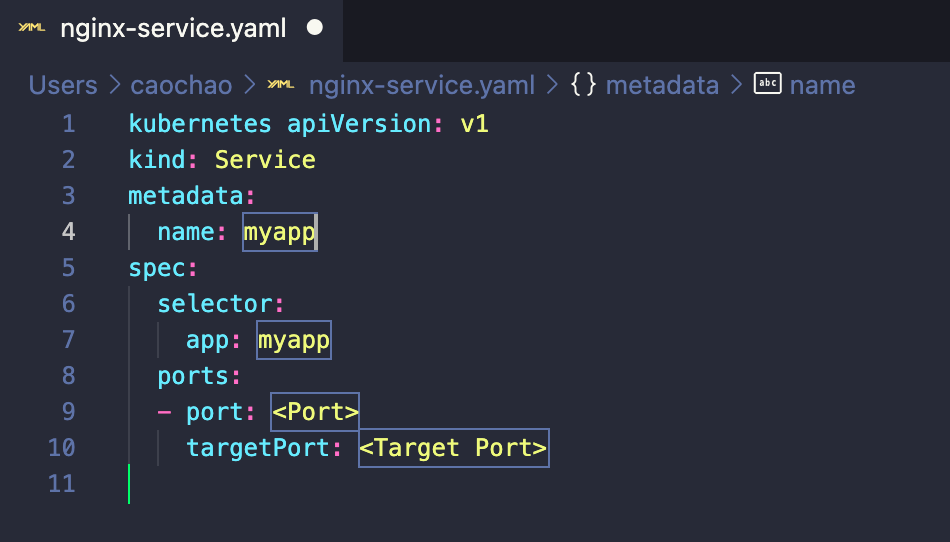 YAML nginx-service.yaml
Users > caochao > YAML nginx-service.yaml > {} metadata > abc name
1 kubernetes apiVersion: v1
2 kind: Service
3 metadata:
4   name: myapp
5 spec:
6   selector:
7     app: myapp
8   ports:
9   - port: <Port>
10     targetPort: <Target Port>
11